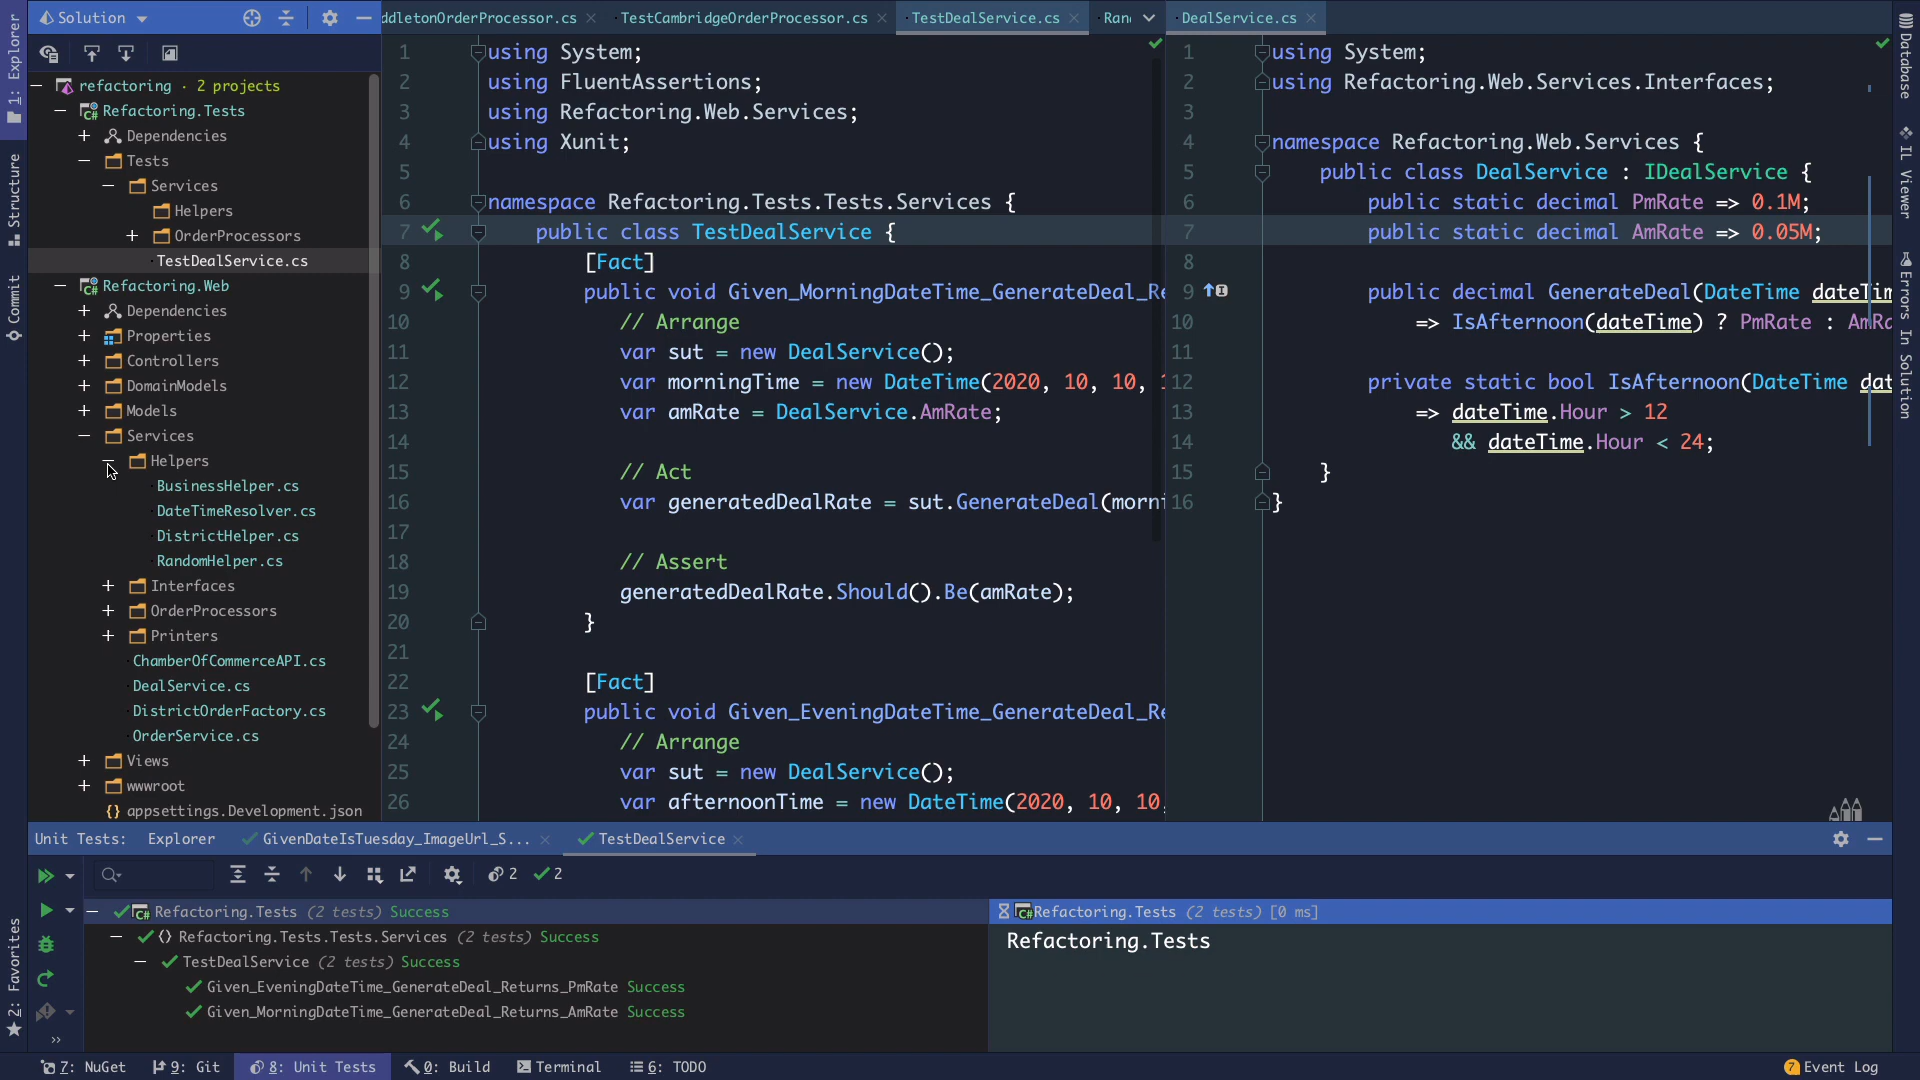 Solution
ddletonOrderProcessor.cs
TestCambridgeOrderProcessor.cs
TestDealService.cs
Ran
DealService.cs
1: Explorer
Structure
Commit
2: Favorites
refactoring · 2 projects
Refactoring.Tests
Dependencies
Tests
Services
Helpers
OrderProcessors
TestDealService.cs
Refactoring.Web
Dependencies
Properties
Controllers
DomainModels
Models
Services
Helpers
BusinessHelper.cs
DateTimeResolver.cs
DistrictHelper.cs
RandomHelper.cs
Interfaces
OrderProcessors
Printers
ChamberOfCommerceAPI.cs
DealService.cs
DistrictOrderFactory.cs
OrderService.cs
Views
wwwroot
{} appsettings.Development.json
1 using System;
2 using FluentAssertions;
3 using Refactoring.Web.Services;
4 using Xunit;
5
6 namespace Refactoring.Tests.Tests.Services {
7 public class TestDealService {
8 [Fact]
9 public void Given_MorningDateTime_GenerateDeal_Re
10 // Arrange
11 var sut = new DealService();
12 var morningTime = new DateTime(2020, 10, 10, 1
13 var amRate = DealService.AmRate;
14
15 // Act
16 var generatedDealRate = sut.GenerateDeal(morni
17
18 // Assert
19 generatedDealRate.Should().Be(amRate);
20 }
21
22 [Fact]
23 public void Given_EveningDateTime_GenerateDeal_Re
24 // Arrange
25 var sut = new DealService();
26 var afternoonTime = new DateTime(2020, 10, 10,
1 using System;
2 using Refactoring.Web.Services.Interfaces;
3
4 namespace Refactoring.Web.Services {
5 public class DealService : IDealService {
6 public static decimal PmRate => 0.1M;
7 public static decimal AmRate => 0.05M;
8
9 public decimal GenerateDeal(DateTime dateTim
10 => IsAfternoon(dateTime) ? PmRate : AmRa
11
12 private static bool IsAfternoon(DateTime dat
13 => dateTime.Hour > 12
14 && dateTime.Hour < 24;
15 }
16 }
Database
IL Viewer
Errors In Solution
Unit Tests:
Explorer
GivenDateIsTuesday_ImageUrl_S...
TestDealService
2
2
Refactoring.Tests (2 tests) Success
Refactoring.Tests.Tests.Services (2 tests) Success
TestDealService (2 tests) Success
Given_EveningDateTime_GenerateDeal_Returns_PmRate Success
Given_MorningDateTime_GenerateDeal_Returns_AmRate Success
Refactoring.Tests (2 tests) [0 ms]
Refactoring.Tests
7: NuGet
9: Git
8: Unit Tests
0: Build
Terminal
6: TODO
7 Event Log